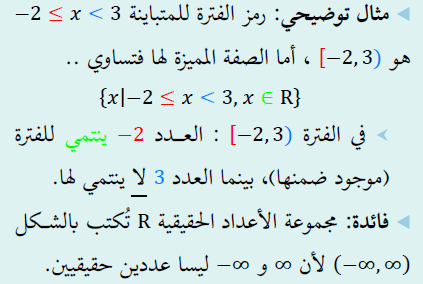 مثال توضيحي: رمز الفترة للمتباينة −2 ≤ x < 3
هو [−2,3) ، أما الصفة المميزة لها فتساوي ..
{x|−2 ≤ x < 3, x ∈ R}
في الفترة [−2,3) : العـــدد −2 ينتمي للفترة
(موجود ضمنها)، بينما العدد 3 لا ينتمي لها.
فائدة: مجموعة الأعداد الحقيقية R تُكتب بالشكل
(−∞,∞) لأن ∞ و −∞ ليسا عددين حقيقيين.